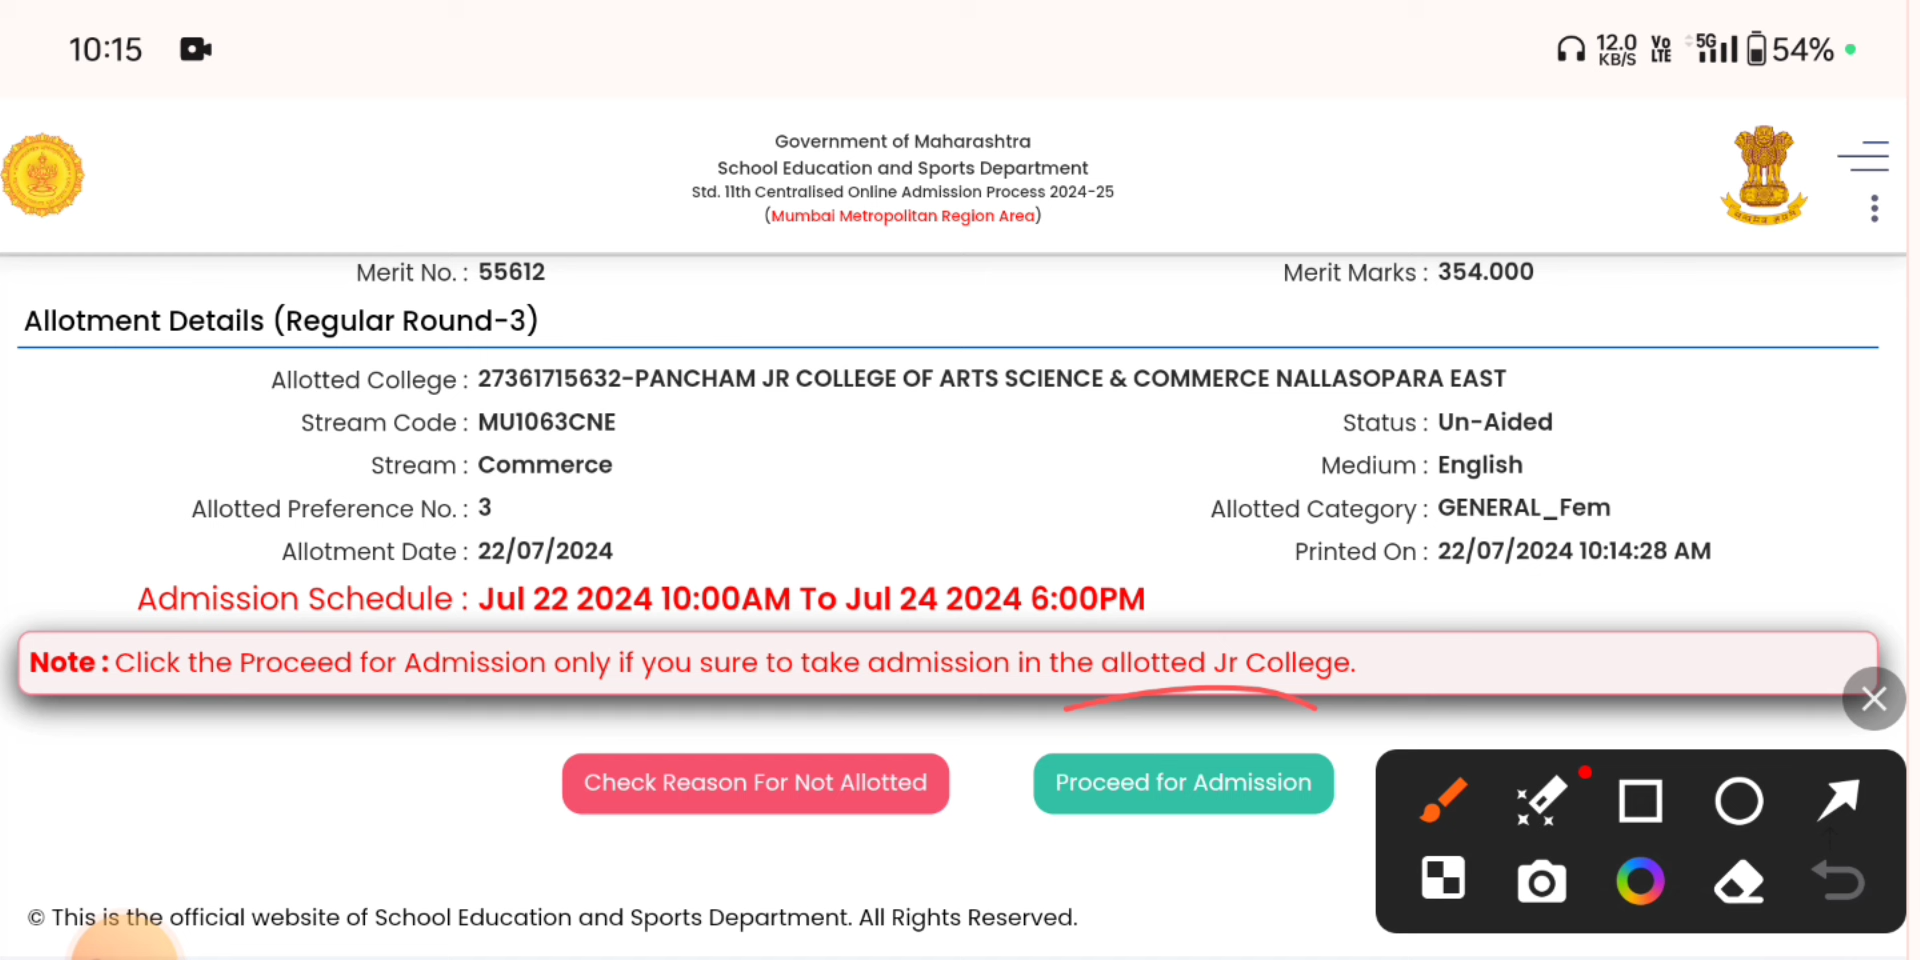 10:15 12.0 KB/S Vo LTE 5G 54%
Government of Maharashtra
School Education and Sports Department
Std. 11th Centralised Online Admission Process 2024-25
(Mumbai Metropolitan Region Area)
Merit No. : 55612 Merit Marks : 354.000
Allotment Details (Regular Round-3)
Allotted College : 27361715632-PANCHAM JR COLLEGE OF ARTS SCIENCE & COMMERCE NALLASOPARA EAST
Stream Code : MU1063CNE Status : Un-Aided
Stream : Commerce Medium : English
Allotted Preference No. : 3 Allotted Category : GENERAL_Fem
Allotment Date : 22/07/2024 Printed On : 22/07/2024 10:14:28 AM
Admission Schedule : Jul 22 2024 10:00AM To Jul 24 2024 6:00PM
Note : Click the Proceed for Admission only if you sure to take admission in the allotted Jr College.
Check Reason For Not Allotted Proceed for Admission
© This is the official website of School Education and Sports Department. All Rights Reserved.